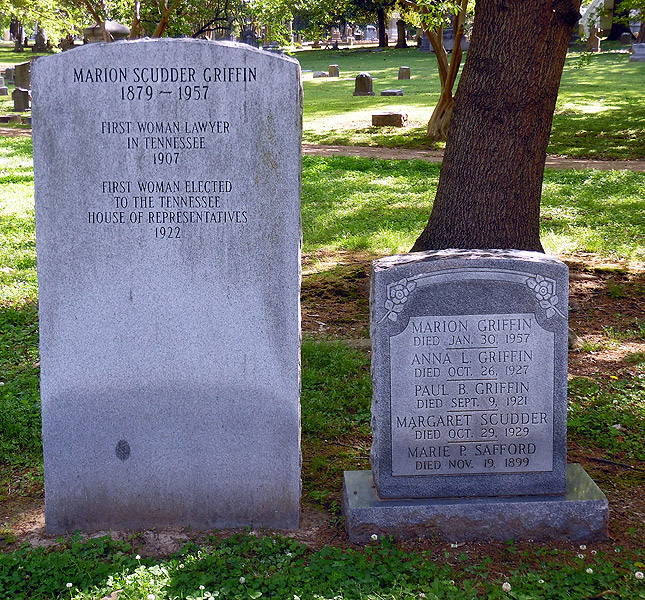 MARION SCUDDER GRIFFIN
1879 – 1957
FIRST WOMAN LAWYER
IN TENNESSEE
1907
FIRST WOMAN ELECTED
TO THE TENNESSEE
HOUSE OF REPRESENTATIVES
1922
MARION GRIFFIN
DIED JAN. 30, 1957
ANNA L. GRIFFIN
DIED OCT. 26, 1927
PAUL B. GRIFFIN
DIED SEPT. 9, 1921
MARGARET SCUDDER
DIED OCT. 29, 1929
MARIE P. SAFFORD
DIED NOV. 19, 1899